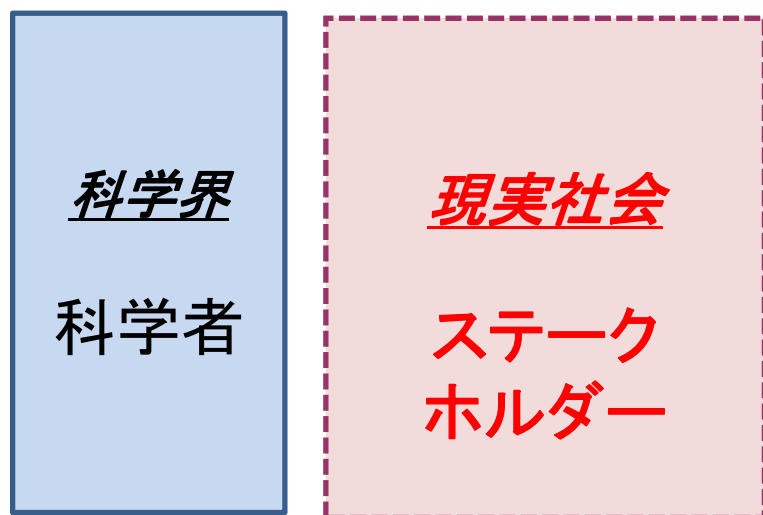 科学界
科学者
現実社会
ステーク
ホルダー